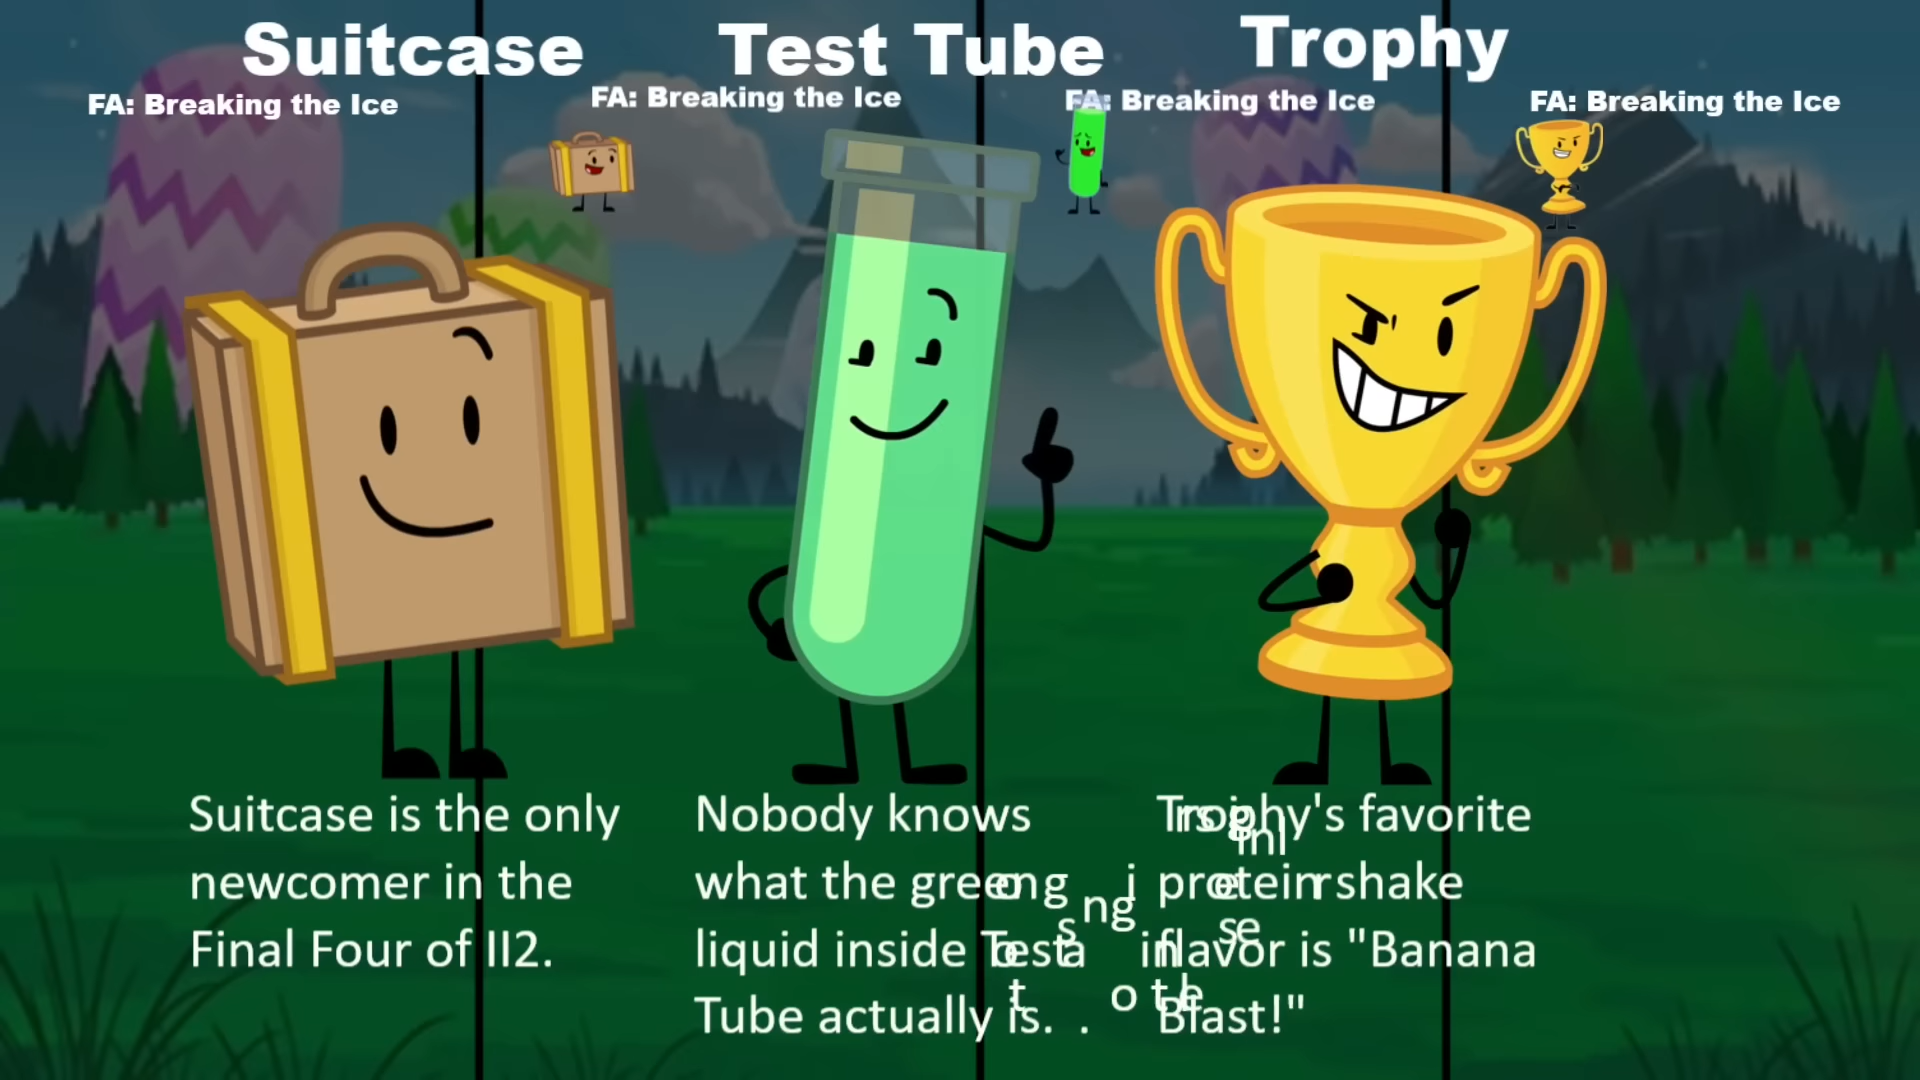 Suitcase
Test Tube
Trophy
FA: Breaking the Ice
FA: Breaking the Ice
FA: Breaking the Ice
FA: Breaking the Ice
Suitcase is the only
newcomer in the
Final Four of II2.
Nobody knows
what the green
liquid inside Test
Tube actually is.
Trophy's favorite
protein shake
flavor is "Banana
Blast!"